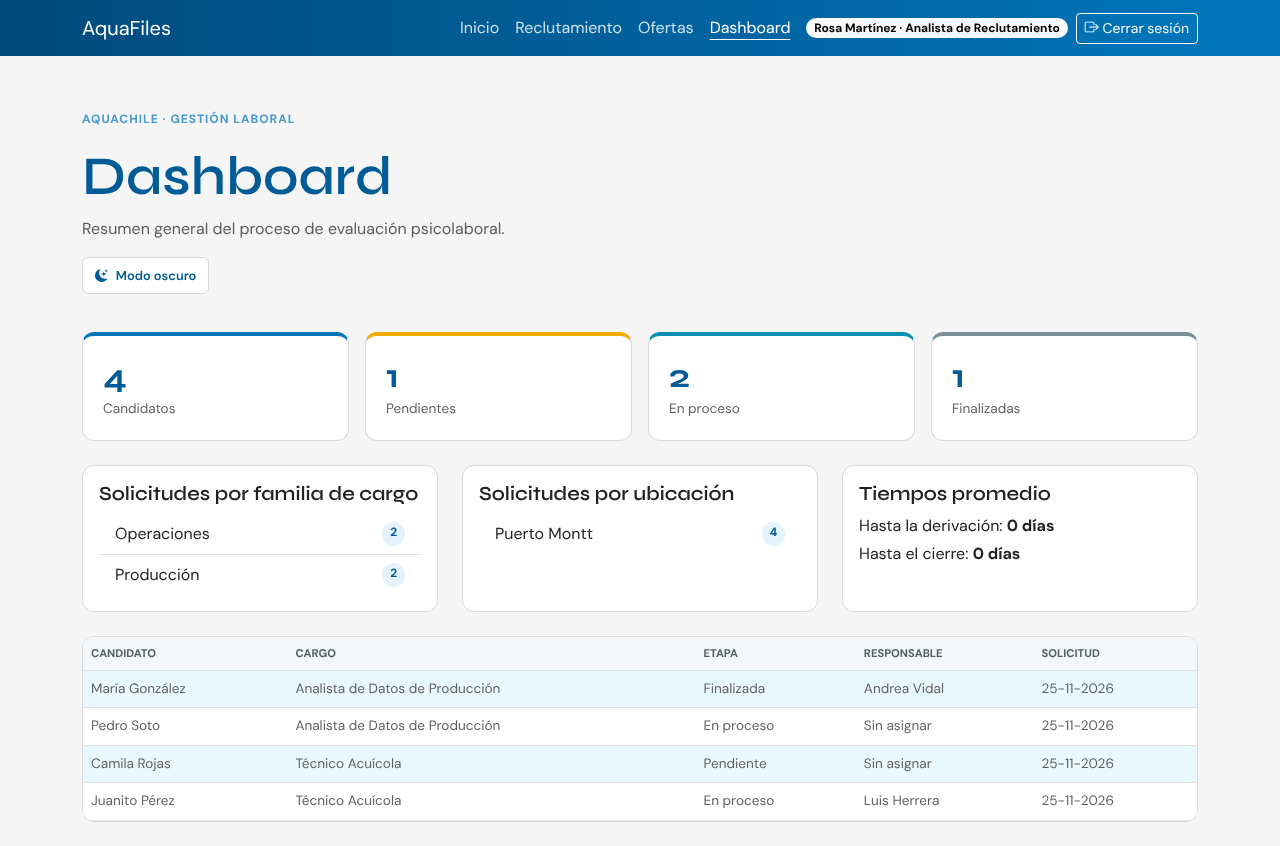 AquaFiles
Inicio Reclutamiento Ofertas Dashboard Rosa Martínez · Analista de Reclutamiento Cerrar sesión
AQUACHILE · GESTIÓN LABORAL
Dashboard
Resumen general del proceso de evaluación psicolaboral.
Modo oscuro
4
Candidatos
1
Pendientes
2
En proceso
1
Finalizadas
Solicitudes por familia de cargo
Operaciones 2
Producción 2
Solicitudes por ubicación
Puerto Montt 4
Tiempos promedio
Hasta la derivación: 0 días
Hasta el cierre: 0 días
CANDIDATO CARGO ETAPA RESPONSABLE SOLICITUD
María González Analista de Datos de Producción Finalizada Andrea Vidal 25-11-2026
Pedro Soto Analista de Datos de Producción En proceso Sin asignar 25-11-2026
Camila Rojas Técnico Acuícola Pendiente Sin asignar 25-11-2026
Juanito Pérez Técnico Acuícola En proceso Luis Herrera 25-11-2026